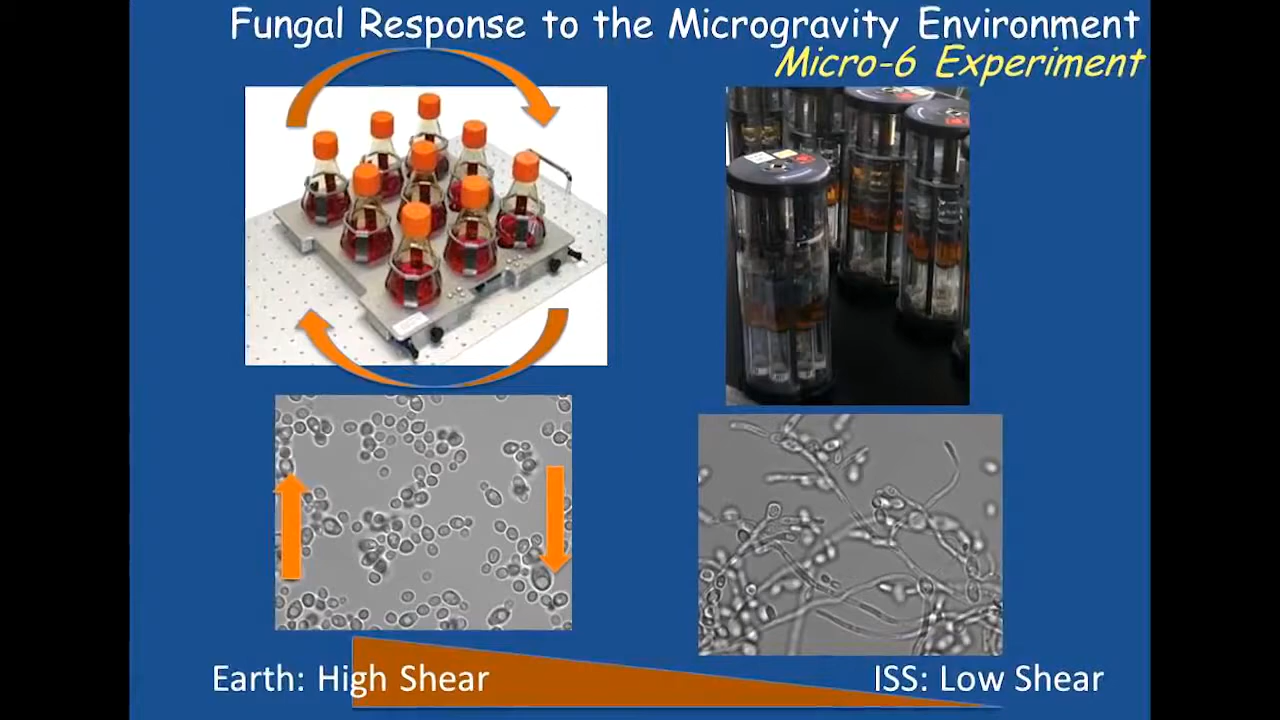 Fungal Response to the Microgravity Environment
Micro-6 Experiment
Earth: High Shear
ISS: Low Shear